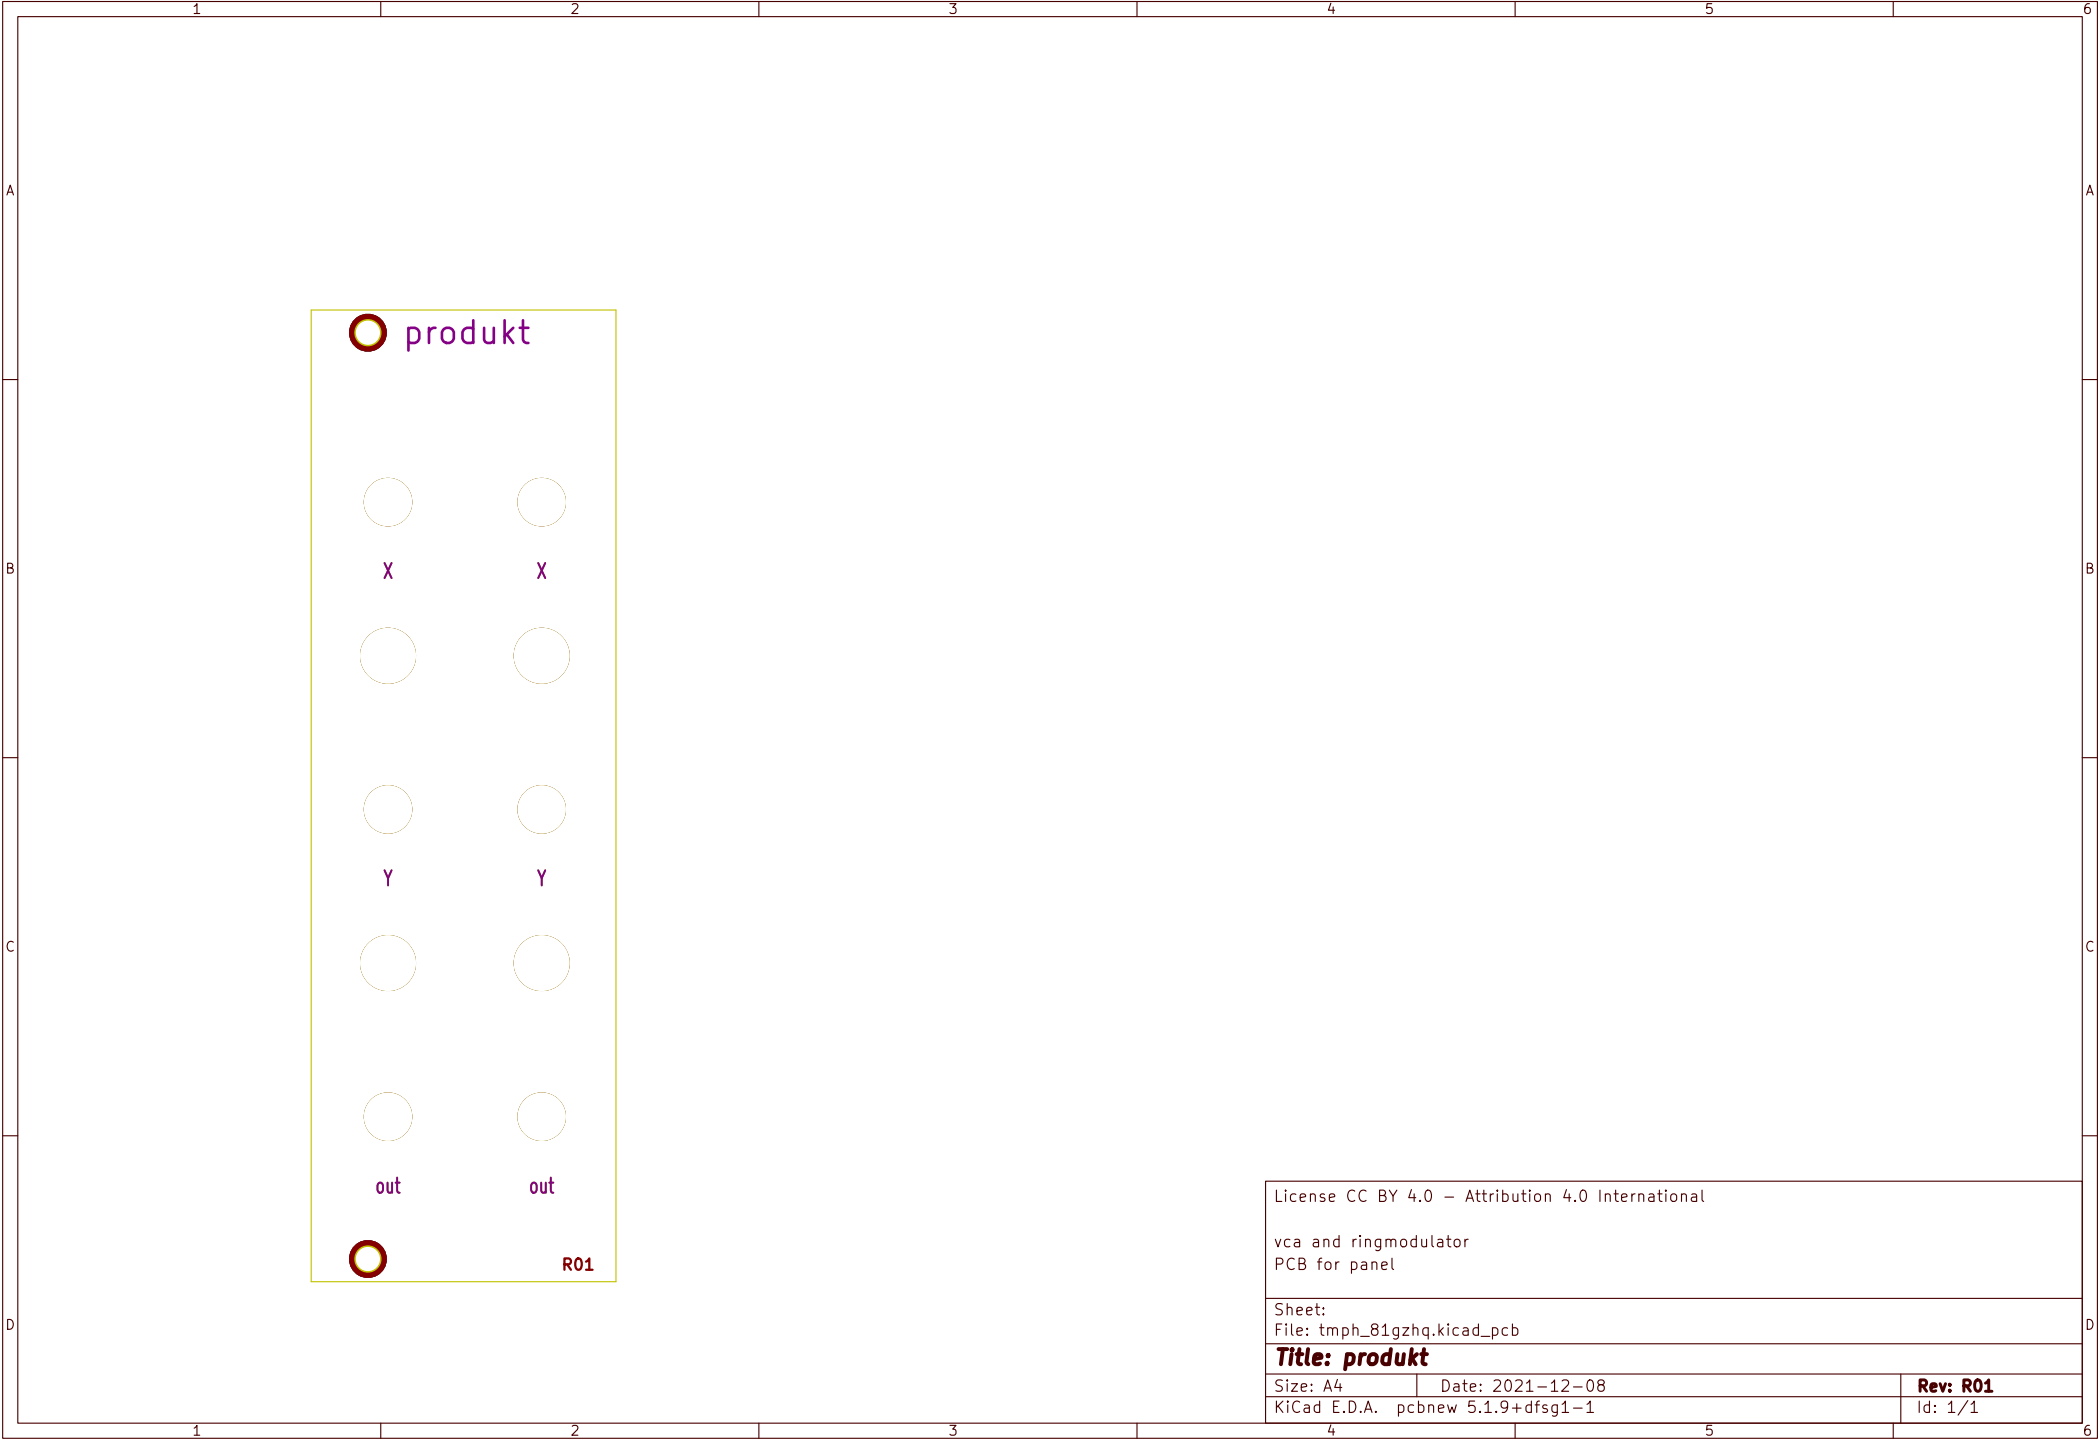 1 2 3 4 5 6
A A
produkt
X X
B B
Y Y
C C
out out
License CC BY 4.0 – Attribution 4.0 International
vca and ringmodulator
R01
PCB for panel
Sheet:
D D
File: tmph_81gzhq.kicad_pcb
Title: produkt
Size: A4 Date: 2021-12-08 Rev: R01
KiCad E.D.A. pcbnew 5.1.9+dfsg1-1 Id: 1/1
1 2 3 4 5 6